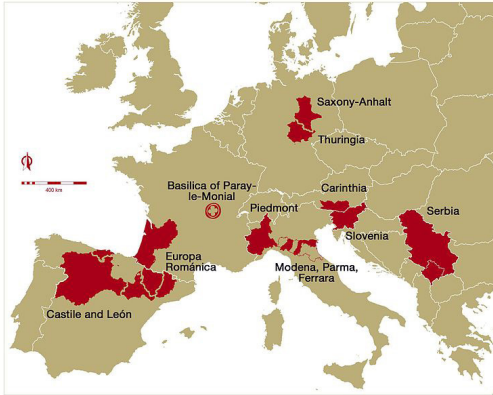 Saxony-Anhalt
Thuringía
400 km
Basilica of Paray-
le-Monial
Carinthia
Piedmont
Serbia
Slovenia
Europa
Románica
Modena, Parma,
Ferrara
Castile and León